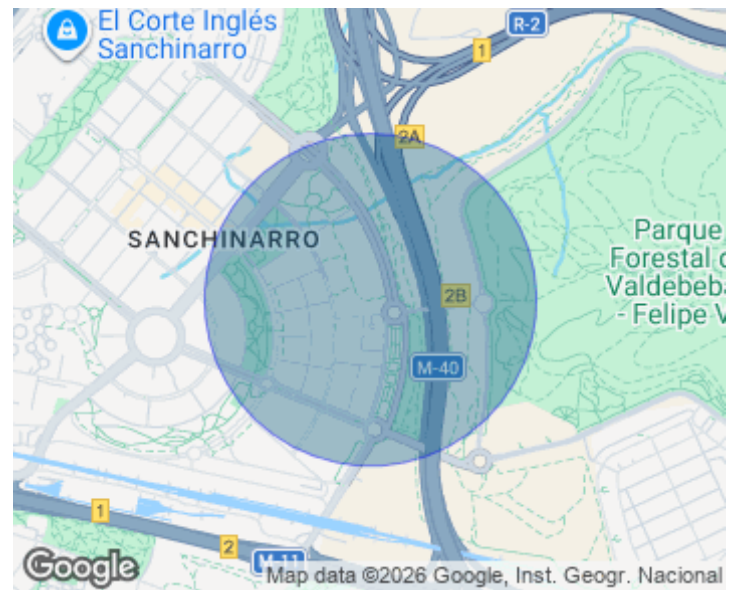 El Corte Inglés
Sanchinarro
R-2
1
2A
SANCHINARRO
Parque
Forestal
Valdebeba
- Felipe V
2B
M-40
1
2
M-11
Google
Map data ©2026 Google, Inst. Geogr. Nacional